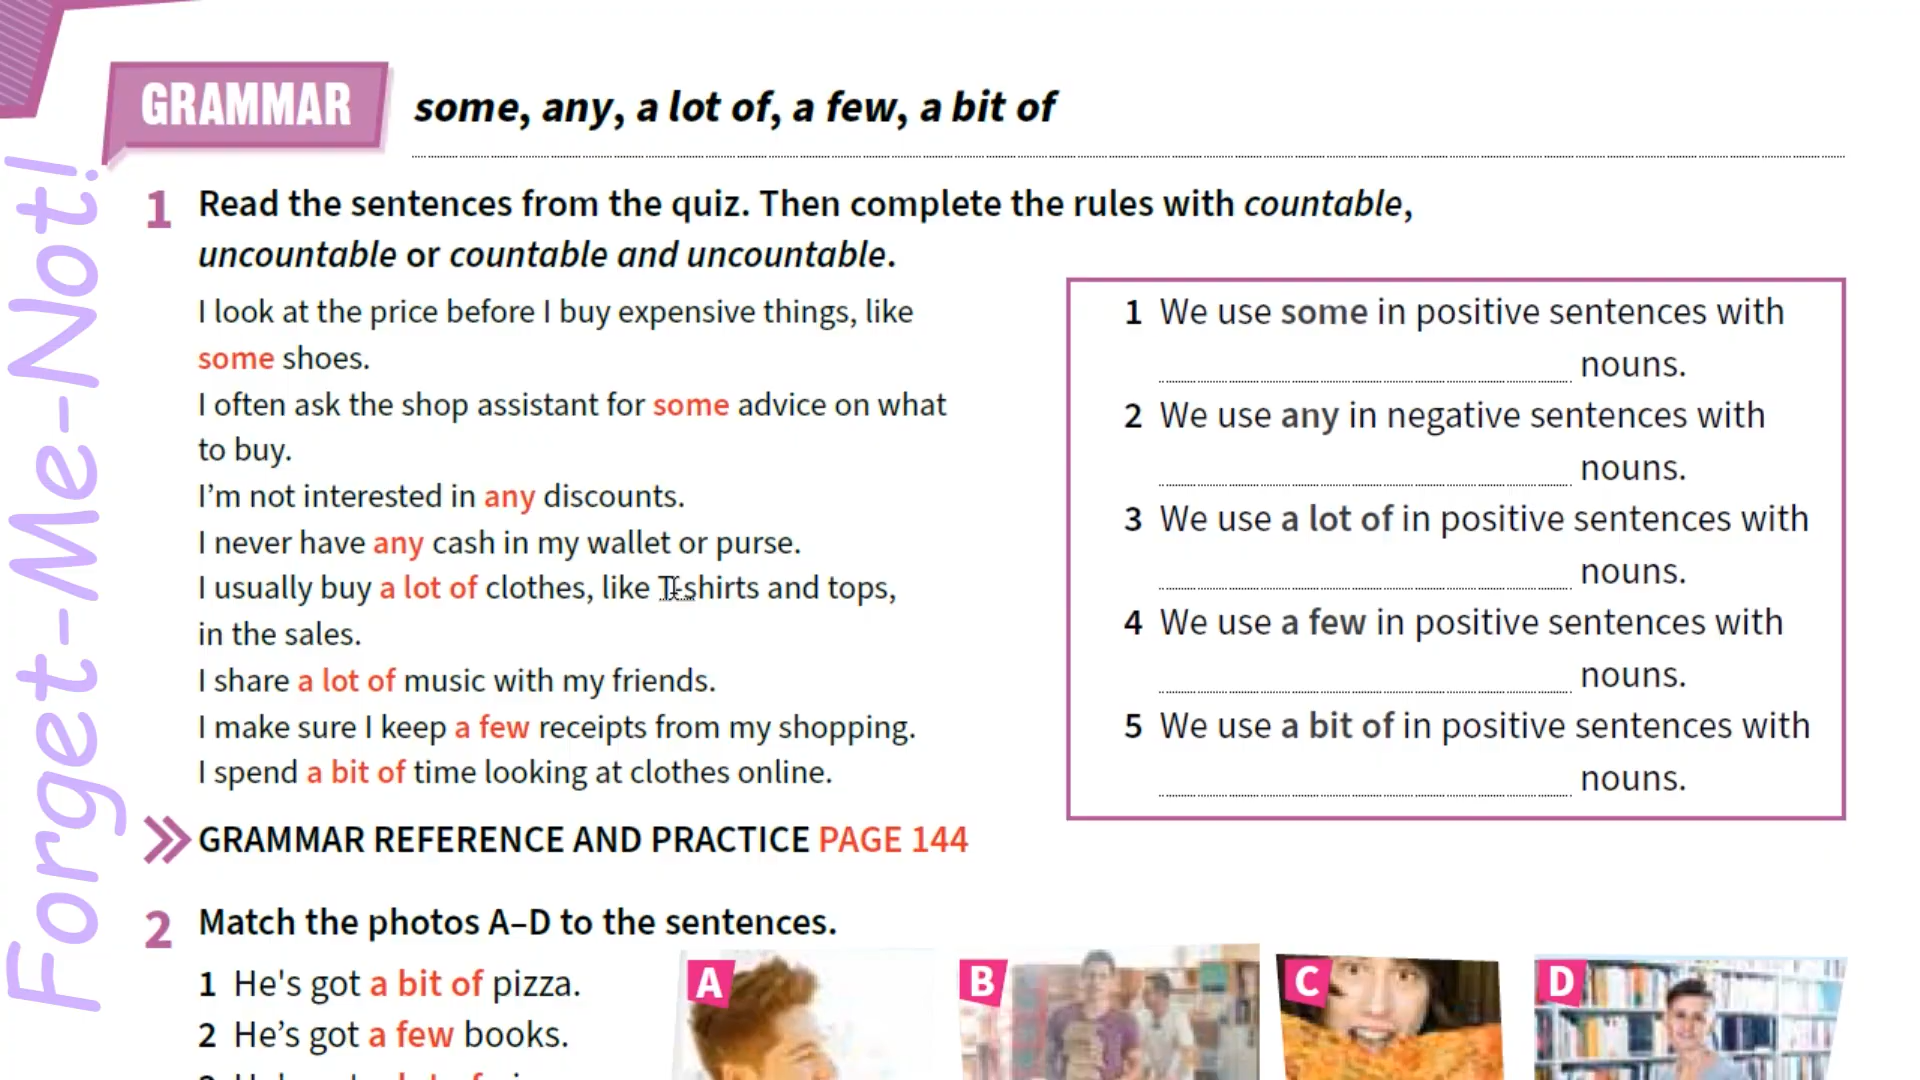 Forget-Me-Not!
GRAMMAR
some, any, a lot of, a few, a bit of
1 Read the sentences from the quiz. Then complete the rules with countable,
uncountable or countable and uncountable.
I look at the price before I buy expensive things, like
some shoes.
I often ask the shop assistant for some advice on what
to buy.
I'm not interested in any discounts.
I never have any cash in my wallet or purse.
I usually buy a lot of clothes, like T-shirts and tops,
in the sales.
I share a lot of music with my friends.
I make sure I keep a few receipts from my shopping.
I spend a bit of time looking at clothes online.
1 We use some in positive sentences with
nouns.
2 We use any in negative sentences with
nouns.
3 We use a lot of in positive sentences with
nouns.
4 We use a few in positive sentences with
nouns.
5 We use a bit of in positive sentences with
nouns.
GRAMMAR REFERENCE AND PRACTICE PAGE 144
2 Match the photos A–D to the sentences.
1 He's got a bit of pizza.
2 He's got a few books.
A
B
C
D